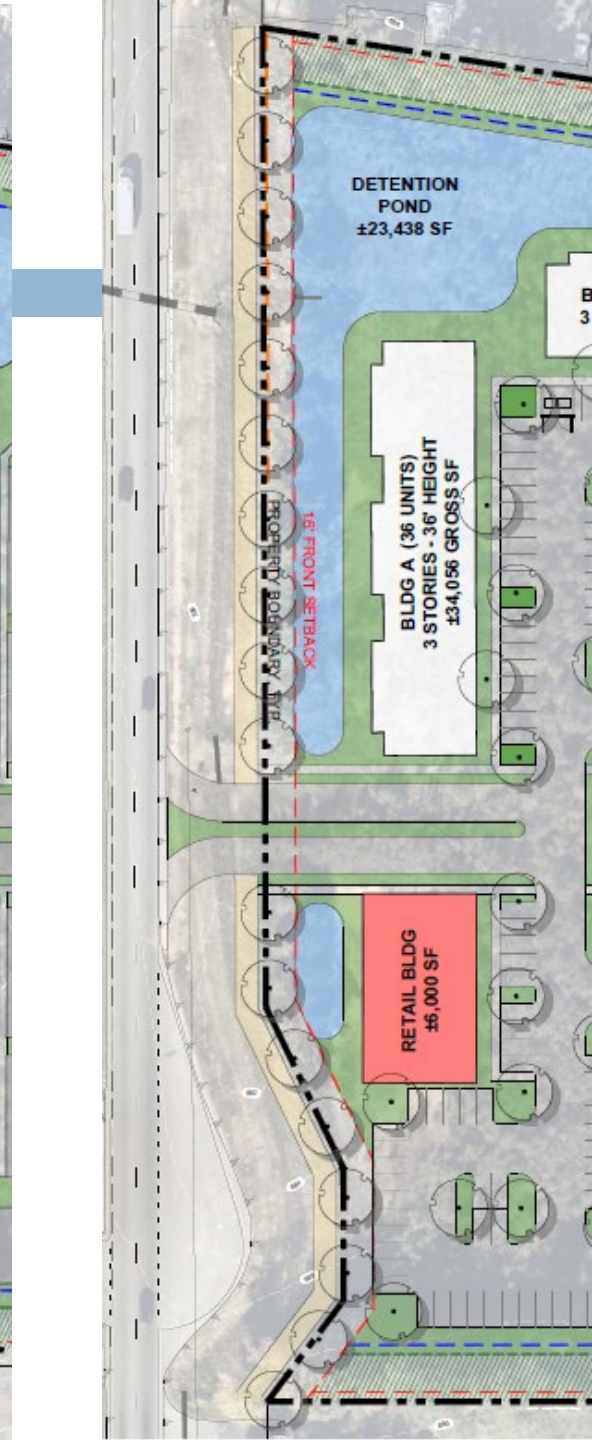 DETENTION
POND
±23,438 SF
B
3
BLDG A (36 UNITS)
3 STORIES - 36' HEIGHT
±34,056 GROSS SF
16' FRONT SETBACK
PROPERTY BOUNDARY TYP.
RETAIL BLDG
±6,000 SF